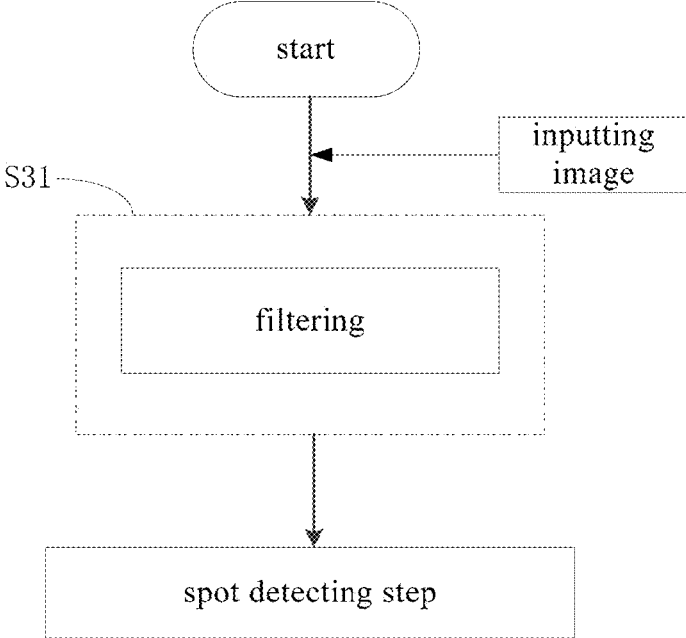 start
inputting
image
S31
filtering
spot detecting step